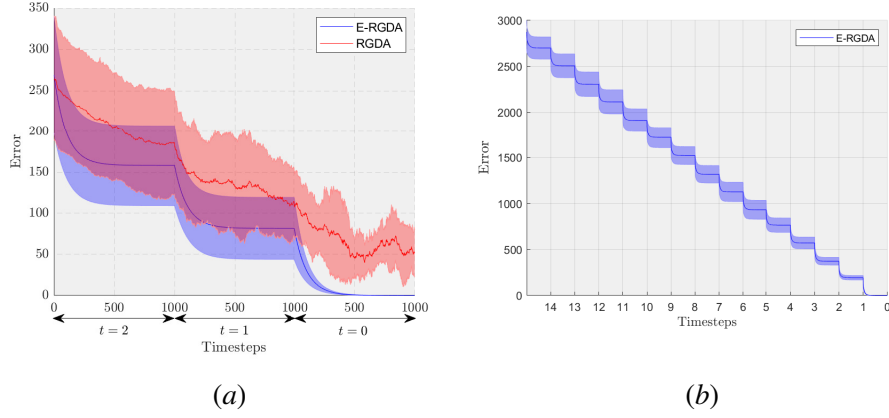 350
300
250
200
150
100
50
0
Error
E-RGDA
RGDA
0 500 1000 500 1000 500 1000
t = 2 t = 1 t = 0
Timesteps
(a)
3000
2500
2000
1500
1000
500
0
Error
E-RGDA
14 13 12 11 10 9 8 7 6 5 4 3 2 1 0
Timesteps
(b)